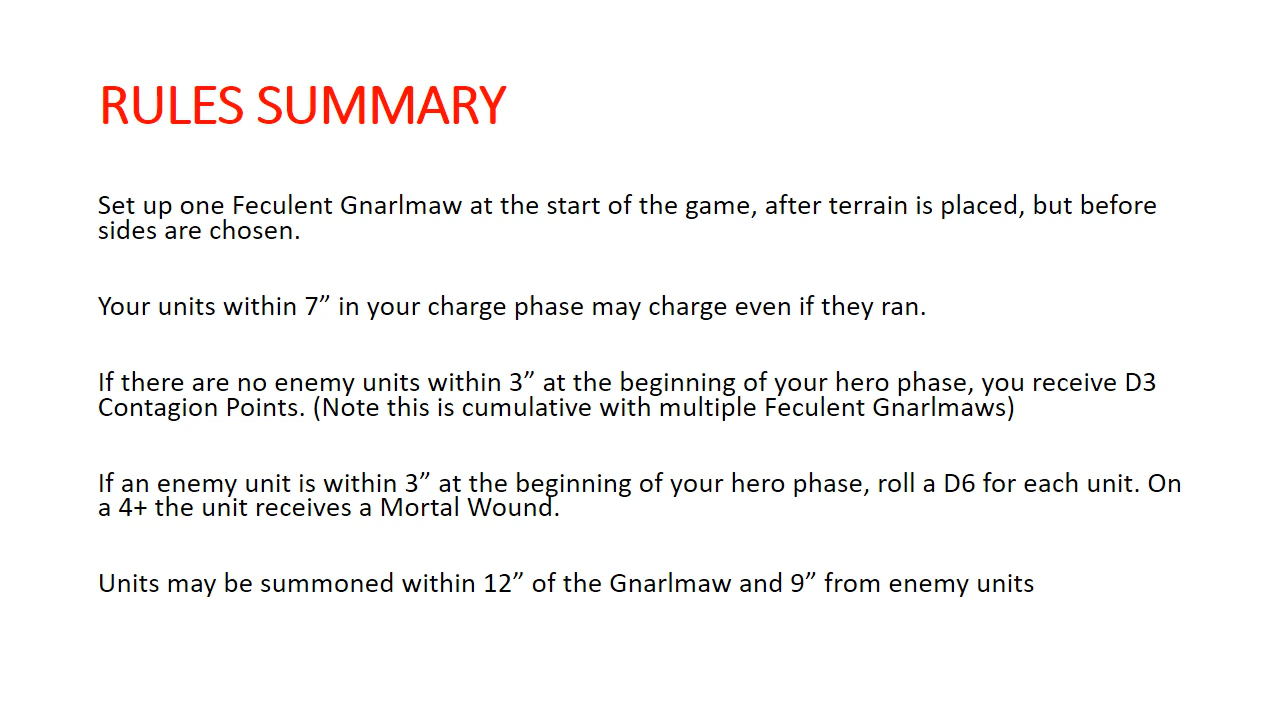 RULES SUMMARY
Set up one Feculent Gnarlmaw at the start of the game, after terrain is placed, but before
sides are chosen.
Your units within 7” in your charge phase may charge even if they ran.
If there are no enemy units within 3” at the beginning of your hero phase, you receive D3
Contagion Points. (Note this is cumulative with multiple Feculent Gnarlmaws)
If an enemy unit is within 3” at the beginning of your hero phase, roll a D6 for each unit. On
a 4+ the unit receives a Mortal Wound.
Units may be summoned within 12” of the Gnarlmaw and 9” from enemy units